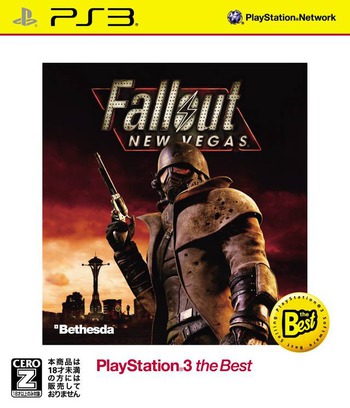 PS3
PlayStation®Network
Fallout
NEW VEGAS
Bethesda
the
Best
PlayStation®3 the Best
CERO
Z
本商品は
18才未満
の方には
販売して
おりません